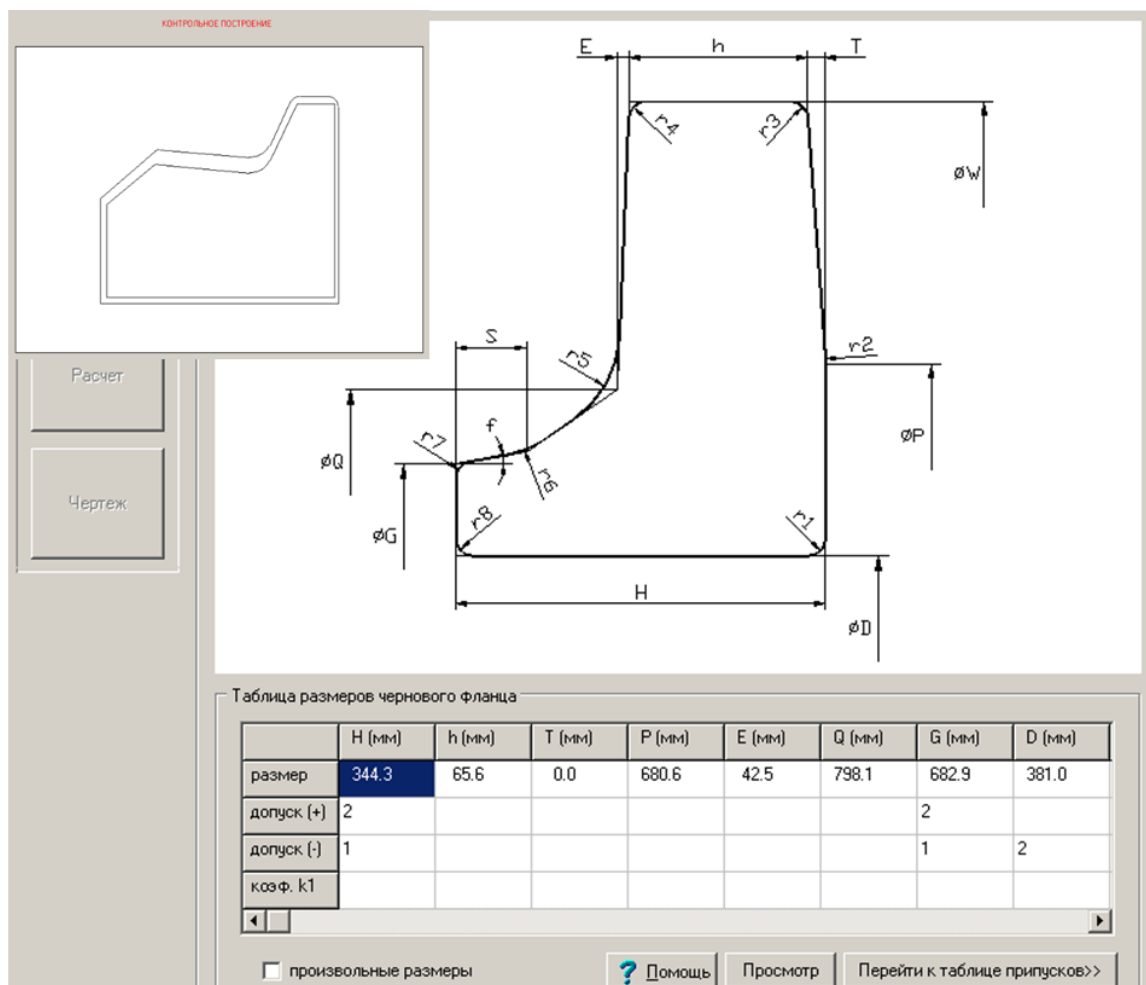 КОНТРОЛЬНОЕ ПОСТРОЕНИЕ
E h T
r4 r3
øW
S
r5 r2
Расчет
f
r7 øQ r6 øP
Чертеж
r8 r1
øG
H
øD
Таблица размеров чернового фланца
H (мм) h (мм) T (мм) P (мм) E (мм) Q (мм) G (мм) D (мм)
размер 344.3 65.6 0.0 680.6 42.5 798.1 682.9 381.0
допуск (+) 2 2
допуск (-) 1 1 2
коэф. k1
произвольные размеры ? Помощь Просмотр Перейти к таблице припусков>>